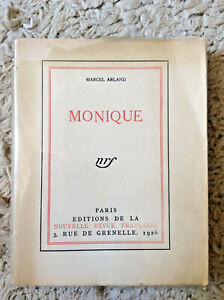 MARCEL ARLAND
MONIQUE
nrf
PARIS
EDITIONS DE LA
NOUVELLE REVUE FRANÇAISE
3, RUE DE GRENELLE. 1926